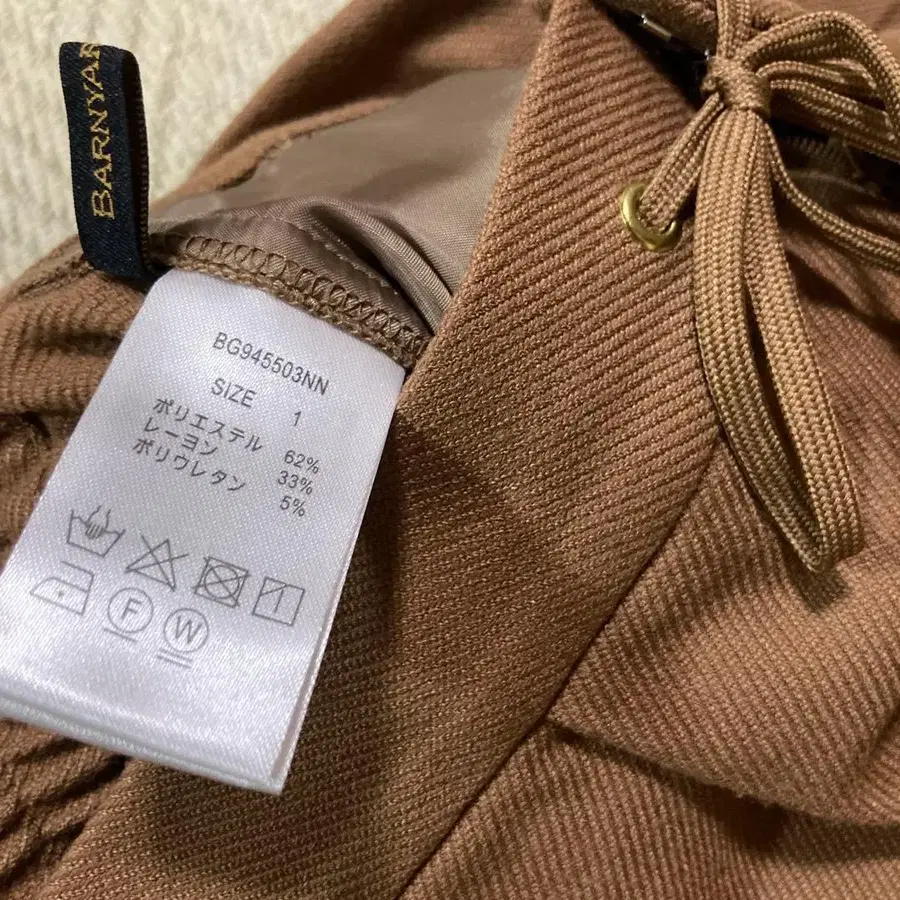 BARNYAR
BG945503NN
SIZE 1
ポリエステル 62%
レーヨン 33%
ポリウレタン 5%
F
W